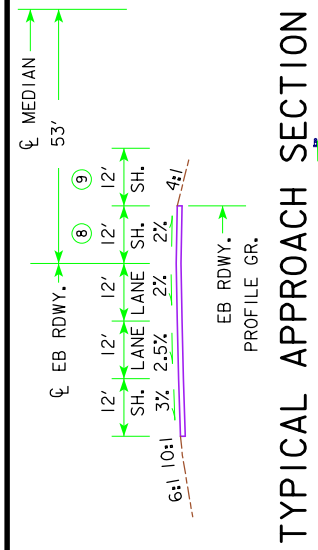 ℄ MEDIAN
53'
℄ EB RDWY.
12' 12' 12' 12' 12'
8 9
SH. LANE LANE SH. SH.
3% 2.5% 2% 2%
6:1 10:1
4:1
EB RDWY.
PROFILE GR.
TYPICAL APPROACH SECTION